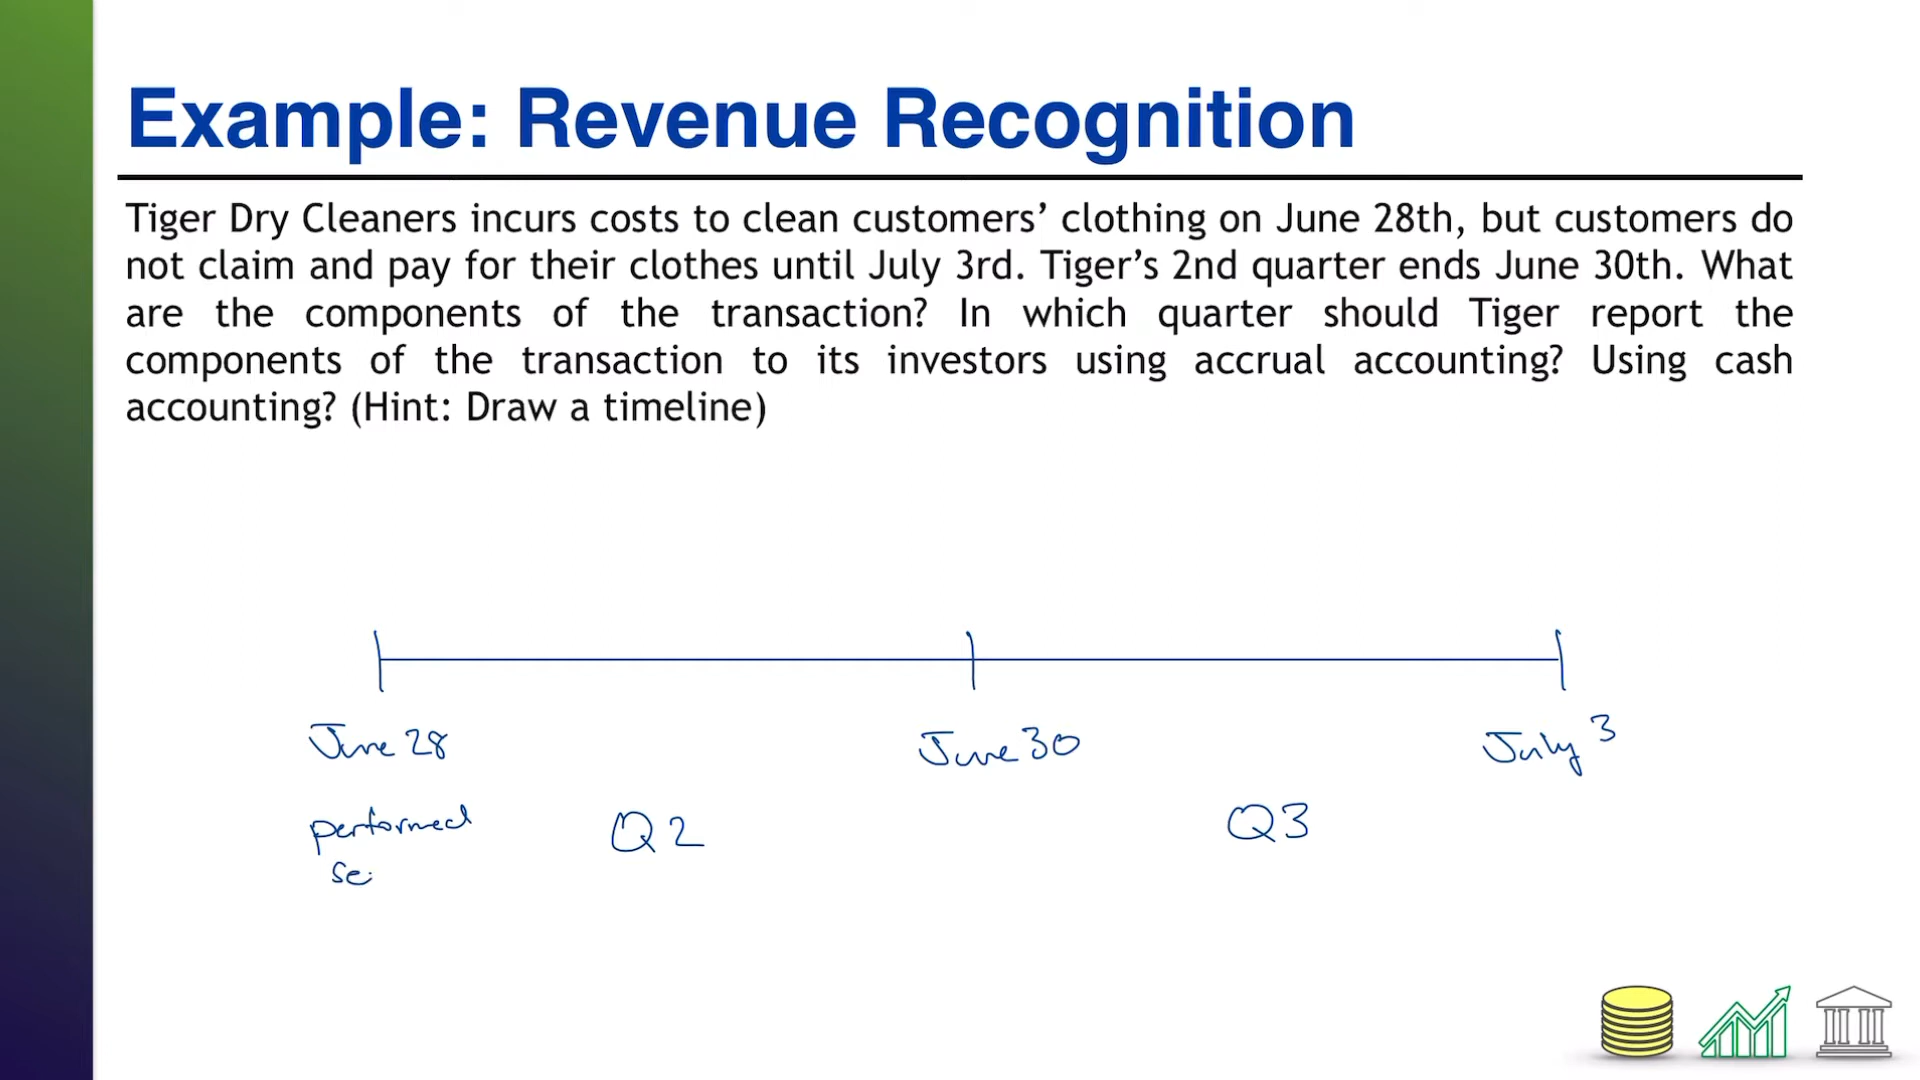 Example: Revenue Recognition
Tiger Dry Cleaners incurs costs to clean customers’ clothing on June 28th, but customers do
not claim and pay for their clothes until July 3rd. Tiger’s 2nd quarter ends June 30th. What
are the components of the transaction? In which quarter should Tiger report the
components of the transaction to its investors using accrual accounting? Using cash
accounting? (Hint: Draw a timeline)
June 28 June 30 July 3
performed Q2 Q3
se